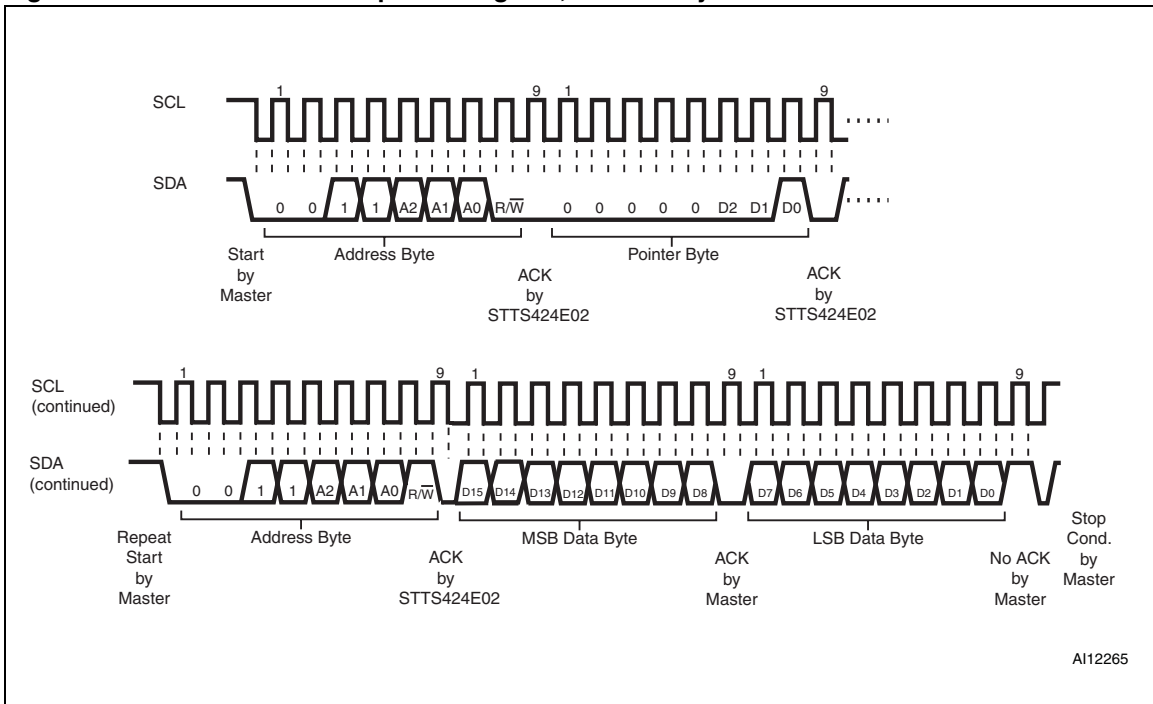 1 9 1 9
SCL
SDA
0 0 1 1 A2 A1 A0 R/W̅ 0 0 0 0 0 D2 D1 D0
Start
by
Master
Address Byte
ACK
by
STTS424E02
Pointer Byte
ACK
by
STTS424E02
1 9 1 9 1 9
SCL
(continued)
SDA
(continued)
0 0 1 1 A2 A1 A0 R/W̅ D15 D14 D13 D12 D11 D10 D9 D8 D7 D6 D5 D4 D3 D2 D1 D0
Repeat
Start
by
Master
Address Byte
ACK
by
STTS424E02
MSB Data Byte
ACK
by
Master
LSB Data Byte
No ACK
by
Master
Stop
Cond.
by
Master
AI12265